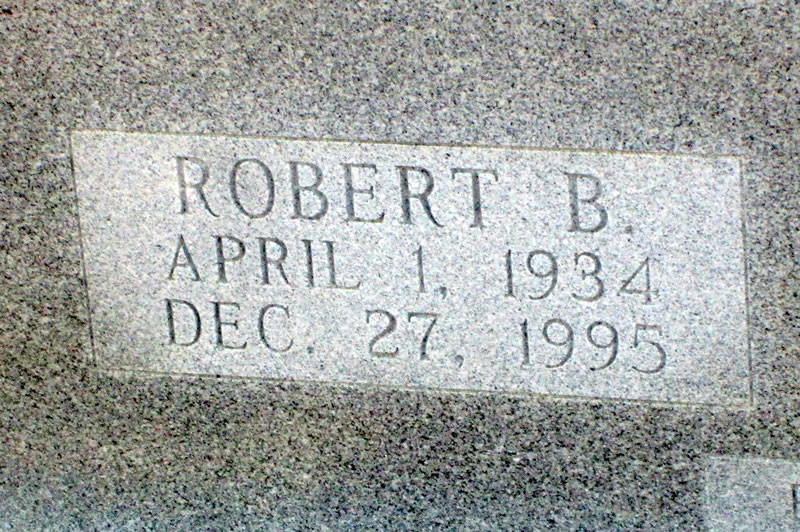 ROBERT B.
APRIL 1, 1934
DEC. 27, 1995